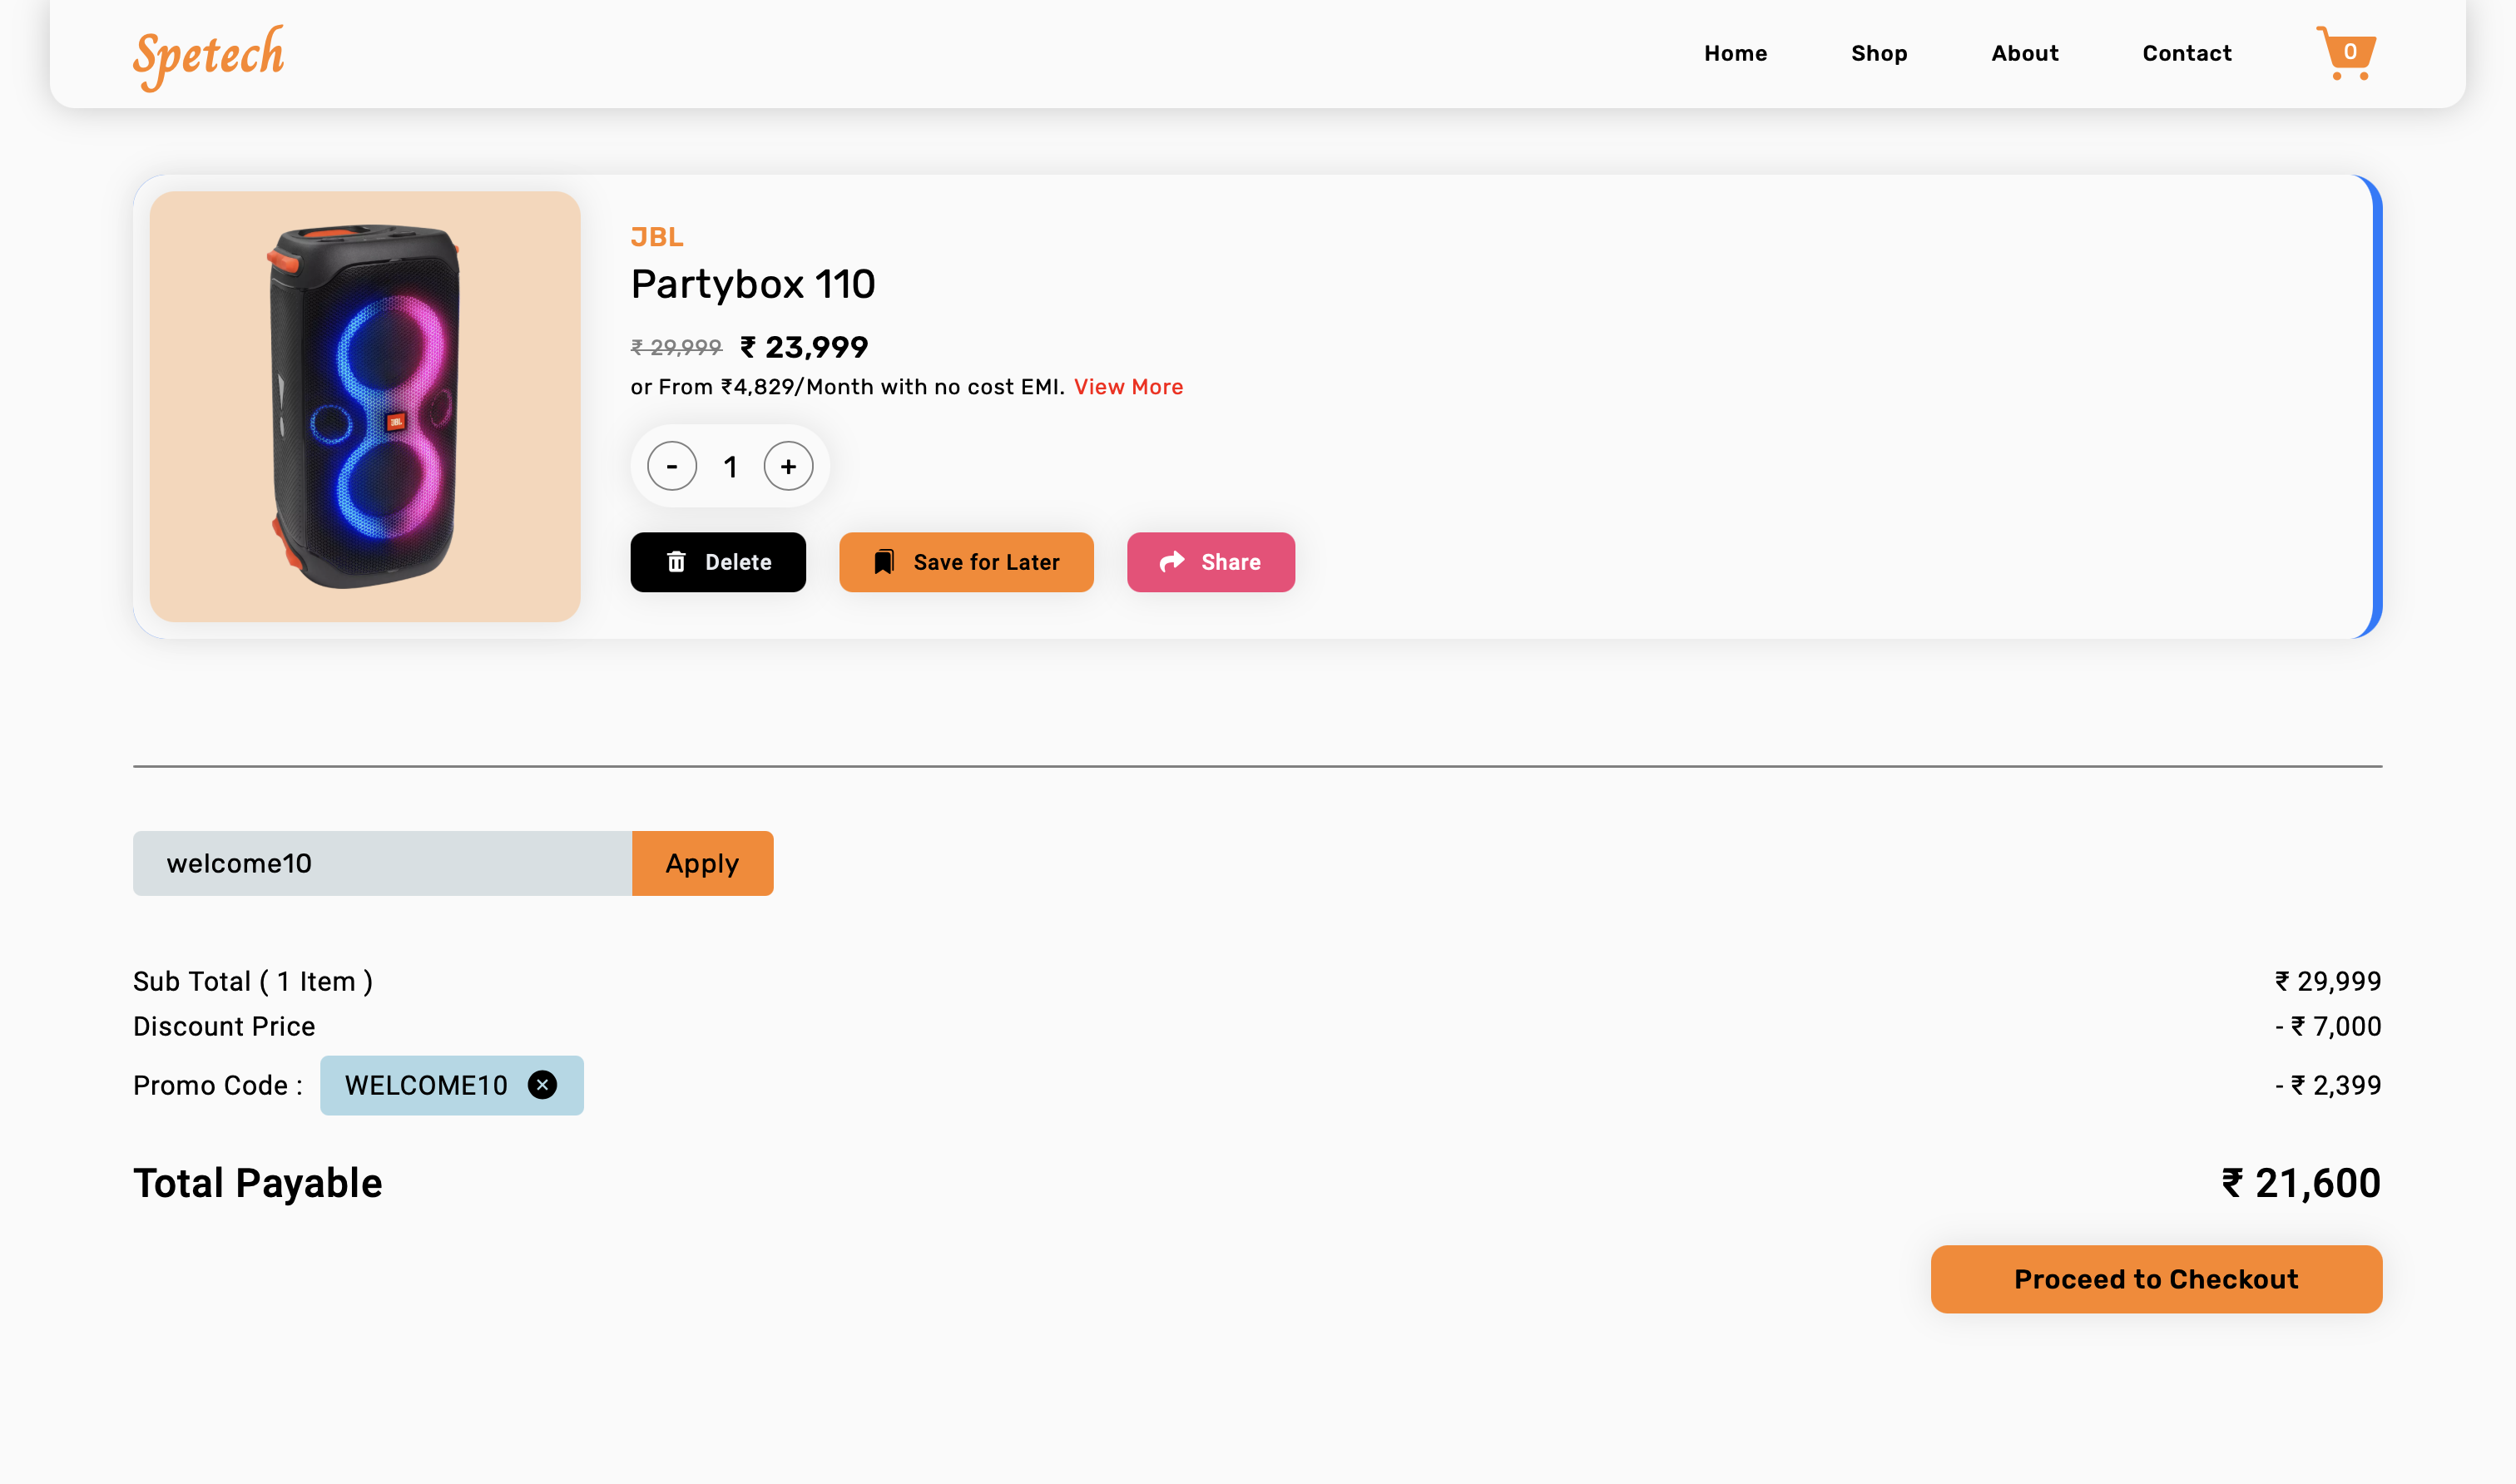 Spetech
Home Shop About Contact 0
JBL
Partybox 110
₹ 29,999 ₹ 23,999
or From ₹4,829/Month with no cost EMI. View More
- 1 +
Delete Save for Later Share
JBL
welcome10 Apply
Sub Total ( 1 Item ) ₹ 29,999
Discount Price - ₹ 7,000
Promo Code : WELCOME10 - ₹ 2,399
Total Payable ₹ 21,600
Proceed to Checkout